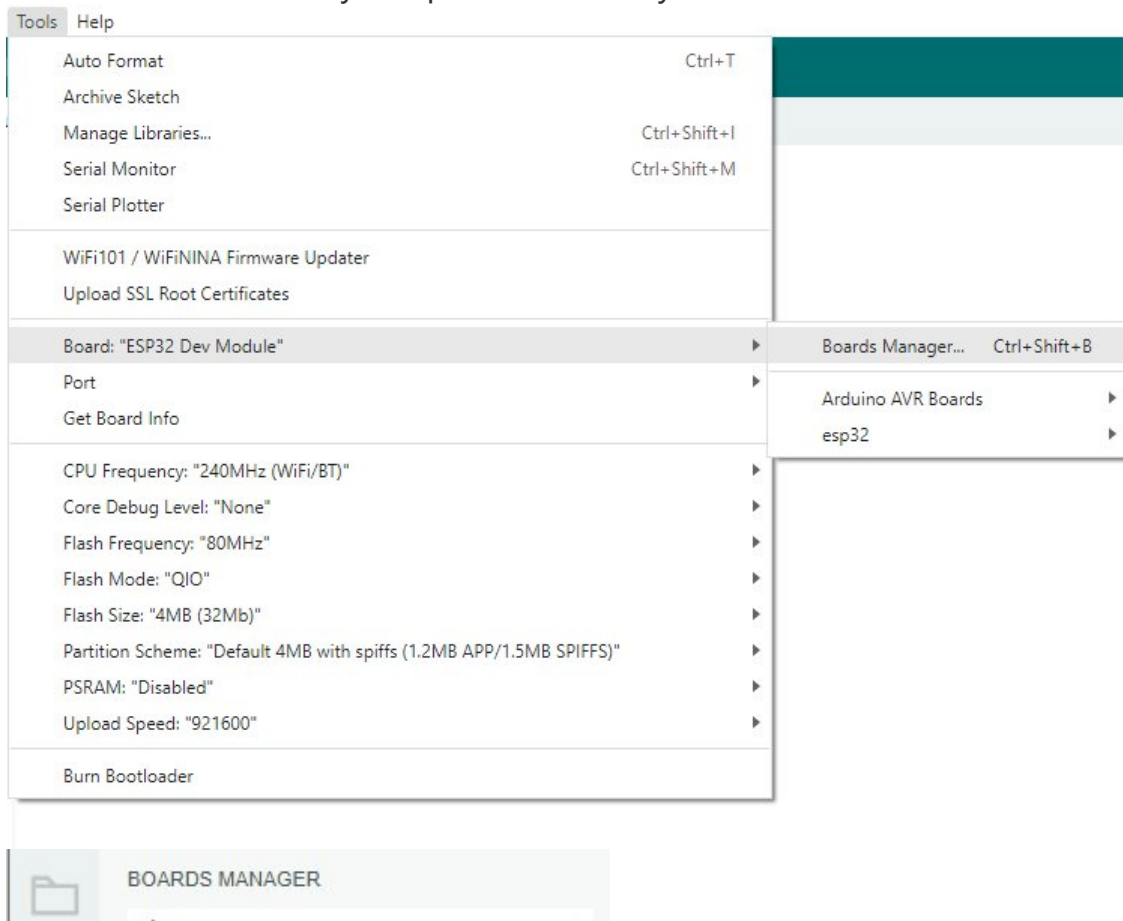 Tools Help
Auto Format Ctrl+T
Archive Sketch
Manage Libraries... Ctrl+Shift+I
Serial Monitor Ctrl+Shift+M
Serial Plotter
WiFi101 / WiFiNINA Firmware Updater
Upload SSL Root Certificates
Board: "ESP32 Dev Module"
Boards Manager... Ctrl+Shift+B
Port
Arduino AVR Boards
Get Board Info
esp32
CPU Frequency: "240MHz (WiFi/BT)"
Core Debug Level: "None"
Flash Frequency: "80MHz"
Flash Mode: "QIO"
Flash Size: "4MB (32Mb)"
Partition Scheme: "Default 4MB with spiffs (1.2MB APP/1.5MB SPIFFS)"
PSRAM: "Disabled"
Upload Speed: "921600"
Burn Bootloader
BOARDS MANAGER